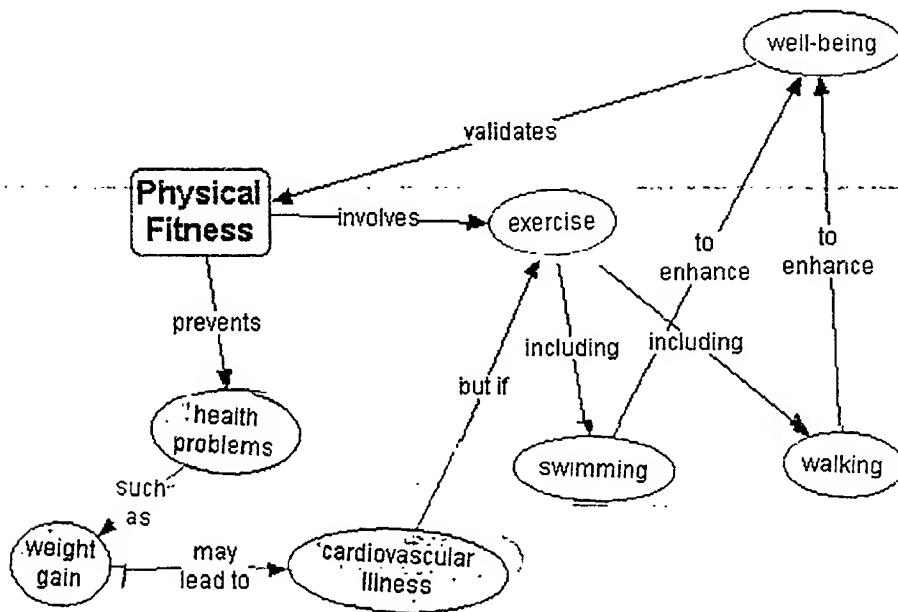 well-being
validates
Physical
Fitness
involves
exercise
to
enhance
to
enhance
prevents
including
including
but if
health
problems
swimming
walking
such
as
weight
gain
may
lead to
cardiovascular
illness